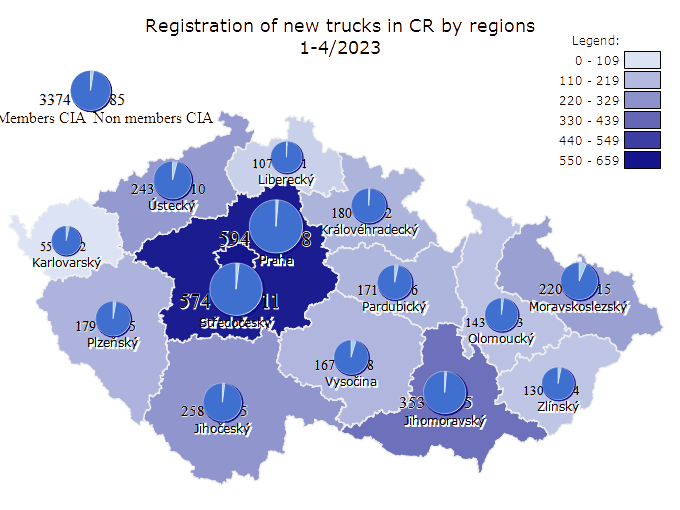 Registration of new trucks in CR by regions
1-4/2023
Legend:
0 - 109
110 - 219
220 - 329
330 - 439
440 - 549
550 - 659
3374 85
Members CIA Non members CIA
107 1
Liberecký
243 10
Ústecký
180 2
Královéhradecký
55 2
Karlovarský
594 8
Praha
171 6
Pardubický
220 15
Moravskoslezský
574 11
Středočeský
179 5
Plzeňský
143 3
Olomoucký
167 8
Vysočina
130 4
Zlínský
258 5
Jihočeský
353 5
Jihomoravský